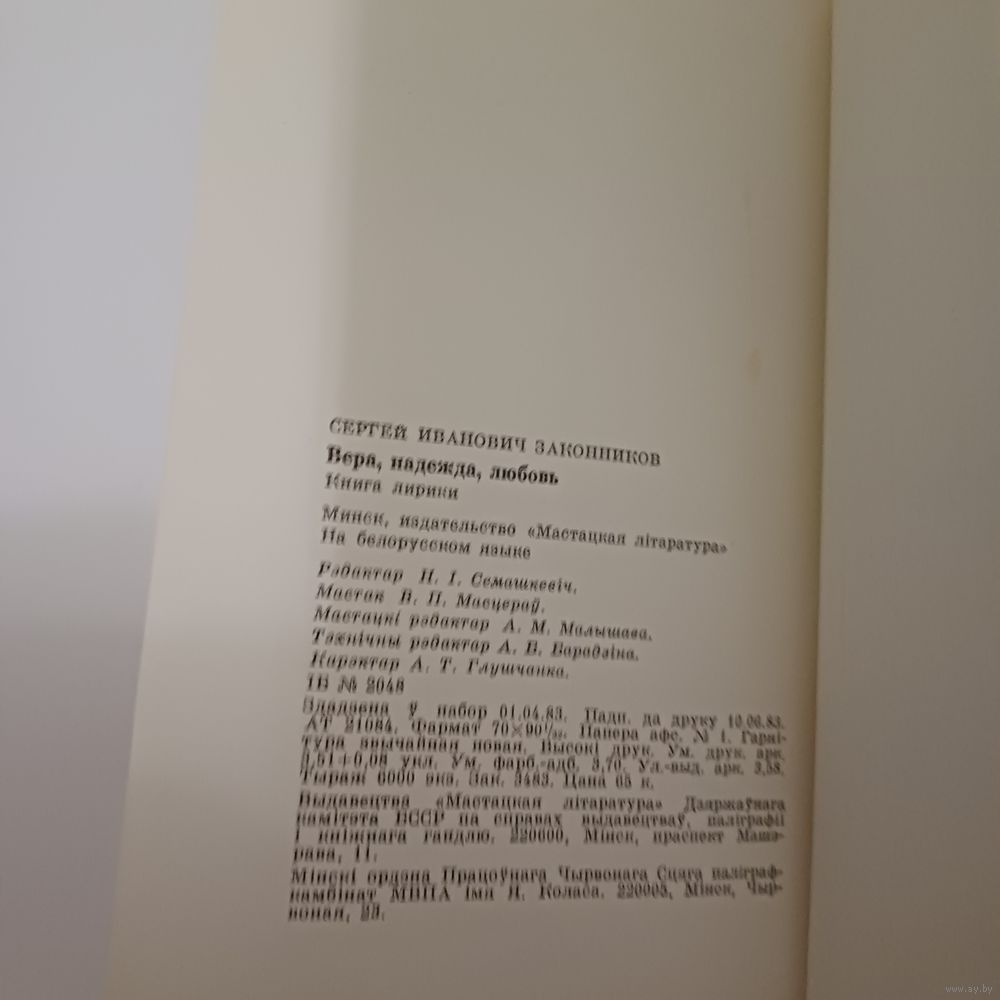 СЕРГЕЙ ИВАНОВИЧ ЗАКОННИКОВ
Вера, надежда, любовь
Книга лирики
Минск, издательство «Мастацкая літаратура»
На белорусском языке
Рэдактар Н. І. Семашкевіч.
Мастак В. П. Масцераў.
Мастацкі рэдактар А. М. Малышава.
Тэхнічны рэдактар А. В. Барадзіна.
Карэктар А. Т. Глушчанка.
ІБ № 2048
Здадзена ў набор 01.04.83. Падп. да друку 10.06.83.
АТ 21084. Фармат 70×90¹/₃₂. Папера афс. № 1. Гарні-
тура звычайная новая. Высокі друк. Ум. друк. арк.
3,51+0,08 укл. Ум. фарб.-адб. 3,70. Ул.-выд. арк. 3,58.
Тыраж 6000 экз. Зак. 3483. Цана 65 к.
Выдавецтва «Мастацкая літаратура» Дзяржаўнага
камітэта БССР па справах выдавецтваў, паліграфіі
і кніжнага гандлю. 220600, Мінск, праспект Машэ-
рава, 11.
Мінскі ордэна Працоўнага Чырвонага Сцяга паліграф-
камбінат МВПА імя Я. Коласа. 220005, Мінск, Чыр-
воная, 23.
www.ay.by